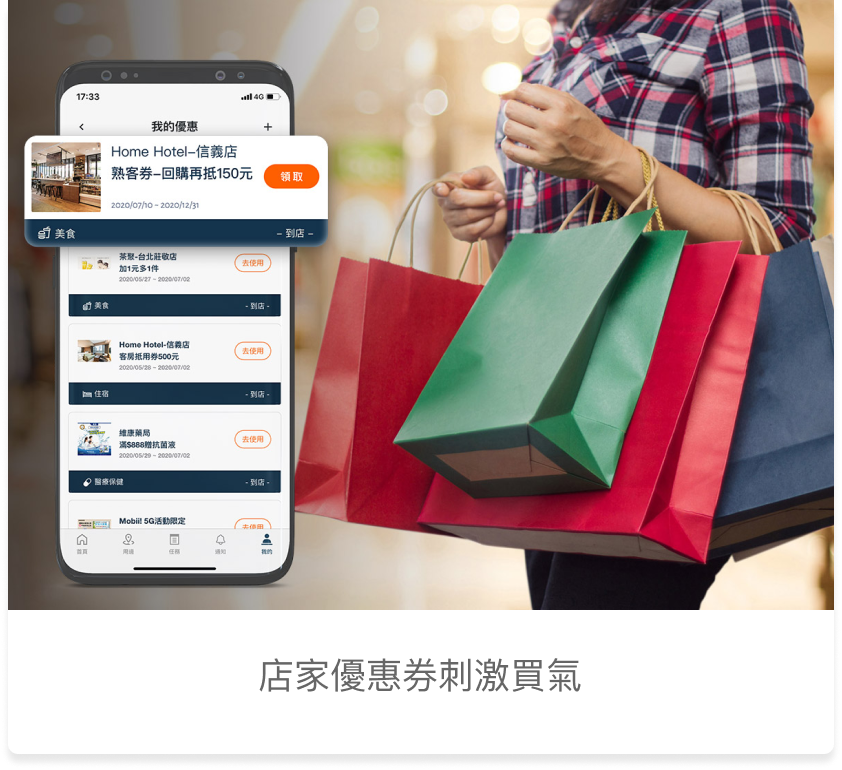 17:33
4G
我的優惠
Home Hotel–信義店
熟客券–回購再抵150元
領取
2020/07/10 ~ 2020/12/31
美食
– 到店 –
茶聚-台北莊敬店
加1元多1件
去使用
2020/05/27 ~ 2020/07/02
美食
- 到店 -
Home Hotel-信義店
客房抵用券500元
去使用
2020/05/28 ~ 2020/07/02
住宿
- 到店 -
維康藥局
滿$888贈抗菌液
去使用
2020/05/29 ~ 2020/07/02
醫療保健
- 到店 -
Mobii! 5G活動限定
去使用
首頁
周邊
任務
通知
我的
店家優惠券刺激買氣